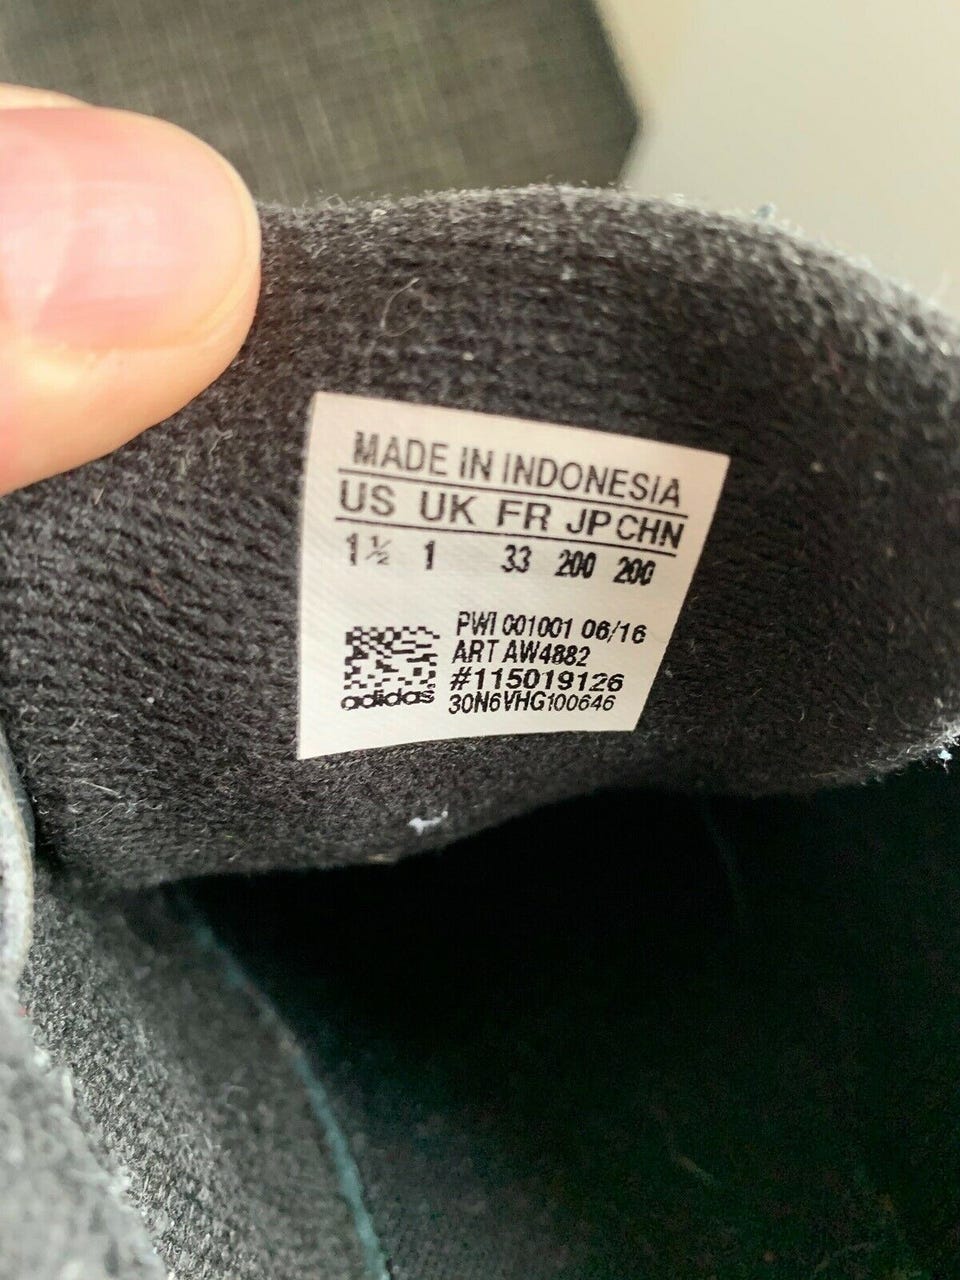 MADE IN INDONESIA
US UK FR JP CHN
1½ 1 33 200 200
PWI 001001 06/16
ART AW4882
#115019126
adidas 30N6VHG100646